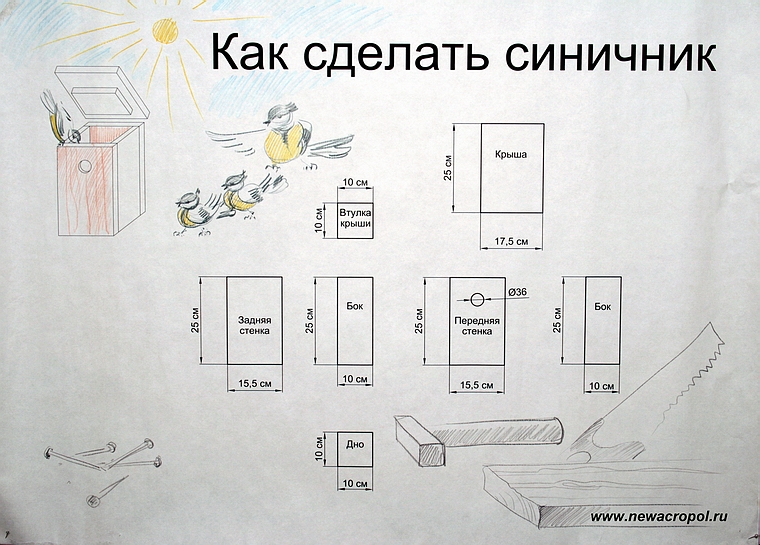 Как сделать синичник
25 см
Крыша
17,5 см
10 см
10 см
Втулка
крыши
25 см
Задняя
стенка
15,5 см
25 см
Бок
10 см
25 см
Ø36
Передняя
стенка
15,5 см
25 см
Бок
10 см
10 см
Дно
10 см
www.newacropol.ru